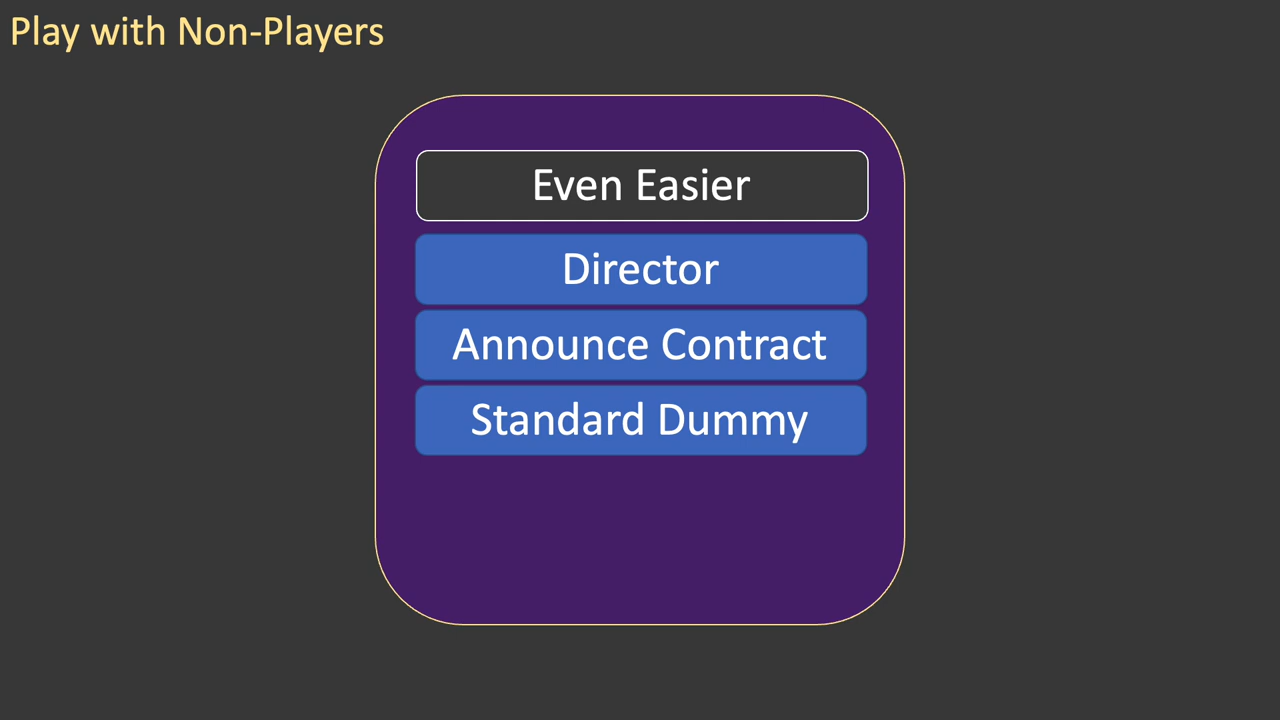 Play with Non-Players
Even Easier
Director
Announce Contract
Standard Dummy